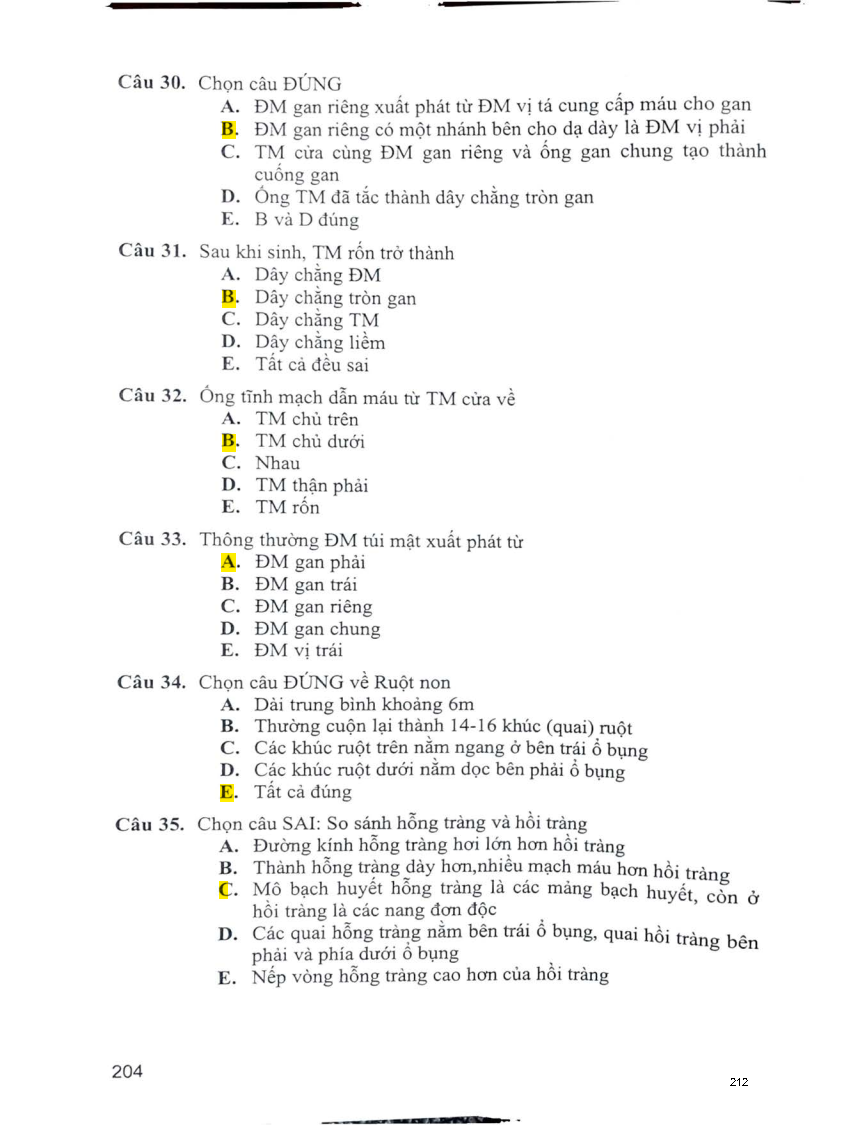 Câu 30. Chọn câu ĐÚNG
A. ĐM gan riêng xuất phát từ ĐM vị tá cung cấp máu cho gan
B. ĐM gan riêng có một nhánh bên cho dạ dày là ĐM vị phải
C. TM cửa cùng ĐM gan riêng và ống gan chung tạo thành
cuống gan
D. Ống TM đã tắc thành dây chằng tròn gan
E. B và D đúng
Câu 31. Sau khi sinh, TM rốn trở thành
A. Dây chằng ĐM
B. Dây chằng tròn gan
C. Dây chằng TM
D. Dây chằng liềm
E. Tất cả đều sai
Câu 32. Ống tĩnh mạch dẫn máu từ TM cửa về
A. TM chủ trên
B. TM chủ dưới
C. Nhau
D. TM thận phải
E. TM rốn
Câu 33. Thông thường ĐM túi mật xuất phát từ
A. ĐM gan phải
B. ĐM gan trái
C. ĐM gan riêng
D. ĐM gan chung
E. ĐM vị trái
Câu 34. Chọn câu ĐÚNG về Ruột non
A. Dài trung bình khoảng 6m
B. Thường cuộn lại thành 14-16 khúc (quai) ruột
C. Các khúc ruột trên nằm ngang ở bên trái ổ bụng
D. Các khúc ruột dưới nằm dọc bên phải ổ bụng
E. Tất cả đúng
Câu 35. Chọn câu SAI: So sánh hỗng tràng và hồi tràng
A. Đường kính hỗng tràng hơi lớn hơn hồi tràng
B. Thành hỗng tràng dày hơn,nhiều mạch máu hơn hồi tràng
C. Mô bạch huyết hỗng tràng là các mảng bạch huyết, còn ở
hồi tràng là các nang đơn độc
D. Các quai hỗng tràng nằm bên trái ổ bụng, quai hồi tràng bên
phải và phía dưới ổ bụng
E. Nếp vòng hỗng tràng cao hơn của hồi tràng
204
212